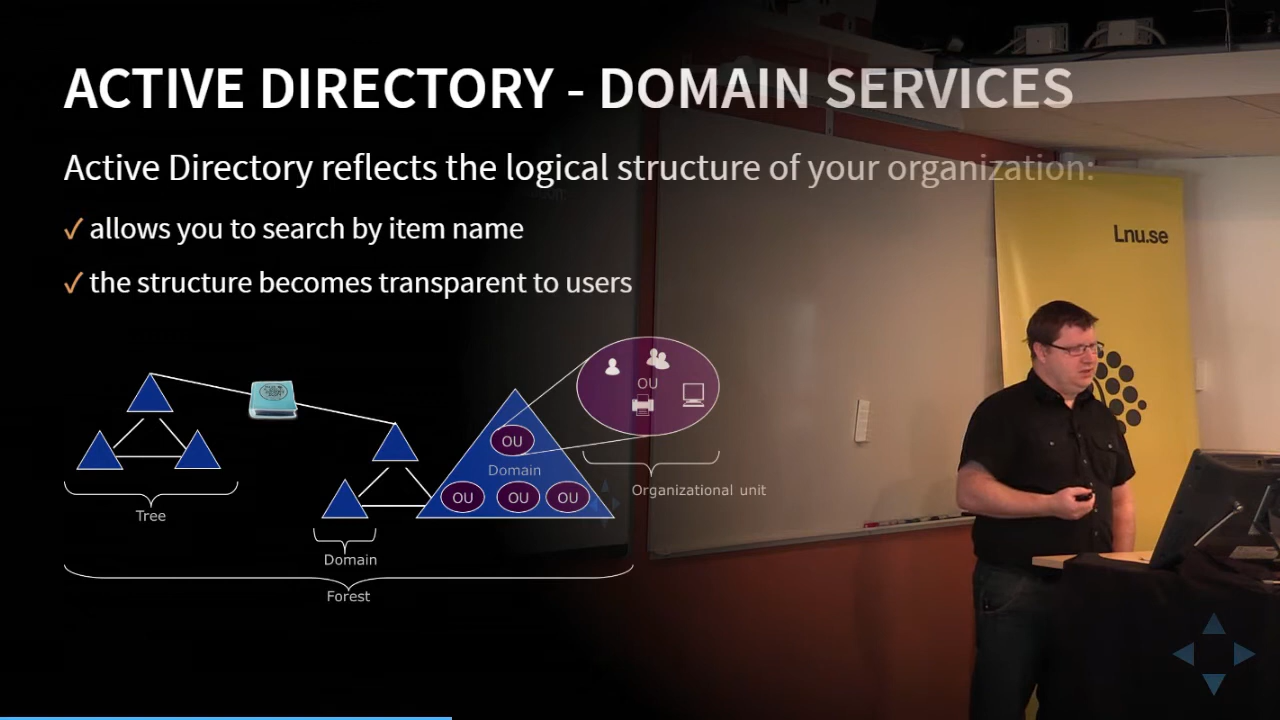 ACTIVE DIRECTORY - DOMAIN SERVICES
Active Directory reflects the logical structure of your organization:
✓ allows you to search by item name
✓ the structure becomes transparent to users
Lnu.se
OU
OU
Domain
OU OU OU
Organizational unit
Tree
Domain
Forest